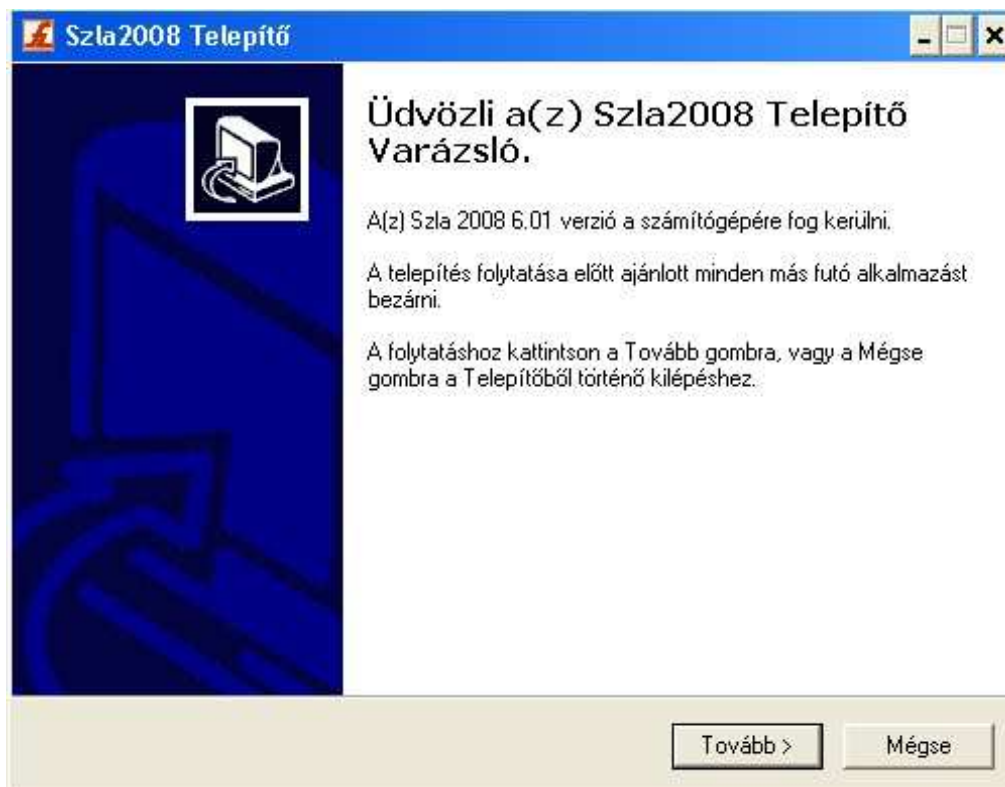 Szla2008 Telepítő
Üdvözli a(z) Szla2008 Telepítő
Varázsló.
A(z) Szla 2008 6.01 verzió a számítógépére fog kerülni.
A telepítés folytatása előtt ajánlott minden más futó alkalmazást
bezárni.
A folytatáshoz kattintson a Tovább gombra, vagy a Mégse
gombra a Telepítőből történő kilépéshez.
Tovább >
Mégse